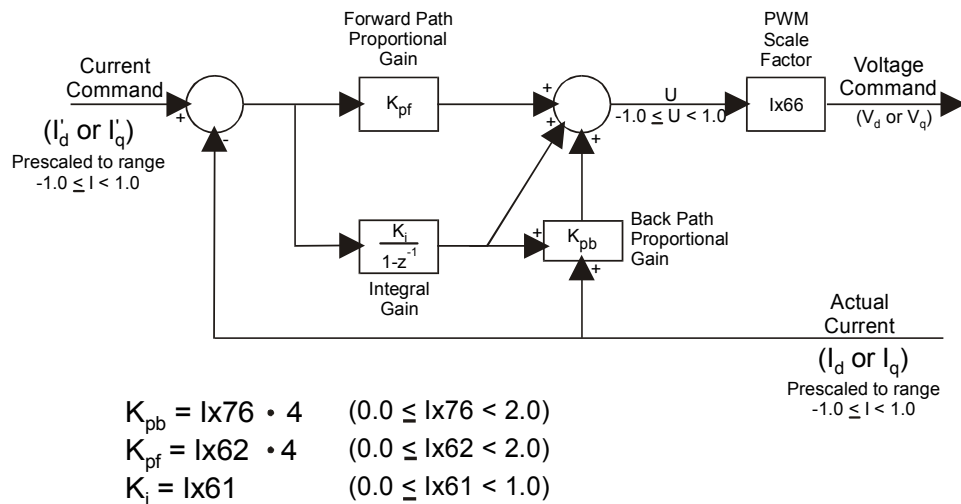 Forward Path
Proportional
Gain
PWM
Scale
Factor
Current
Command
Voltage
Command
K_pf
U
Ix66
+
+
+
+
-
-1.0 ≤ U < 1.0
(V_d or V_q)
(I'_d or I'_q)
Prescaled to range
-1.0 ≤ I < 1.0
K_i
1-z^-1
+
K_pb
+
Back Path
Proportional
Gain
Integral
Gain
Actual
Current
(I_d or I_q)
Prescaled to range
-1.0 ≤ I < 1.0
K_pb = Ix76 · 4 (0.0 ≤ Ix76 < 2.0)
K_pf = Ix62 · 4 (0.0 ≤ Ix62 < 2.0)
K_i = Ix61 (0.0 ≤ Ix61 < 1.0)